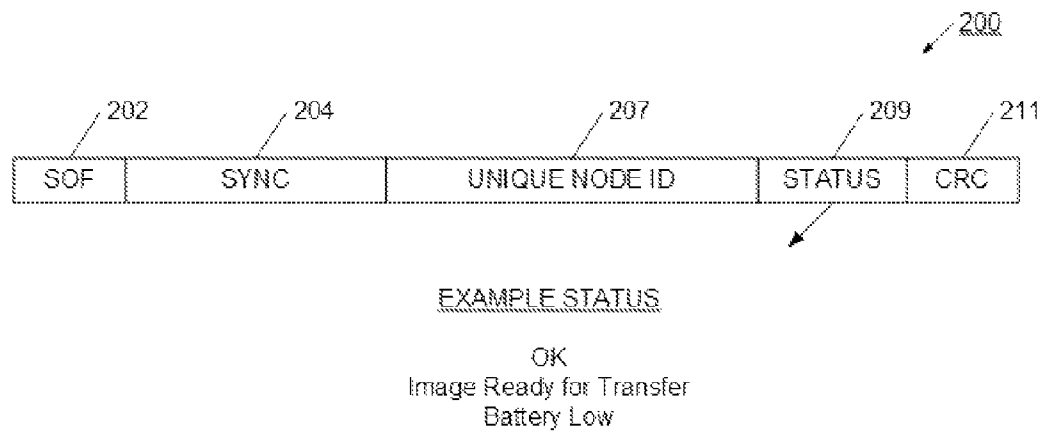 200
202 204 207 209 211
SOF SYNC UNIQUE NODE ID STATUS CRC
EXAMPLE STATUS
OK
Image Ready for Transfer
Battery Low